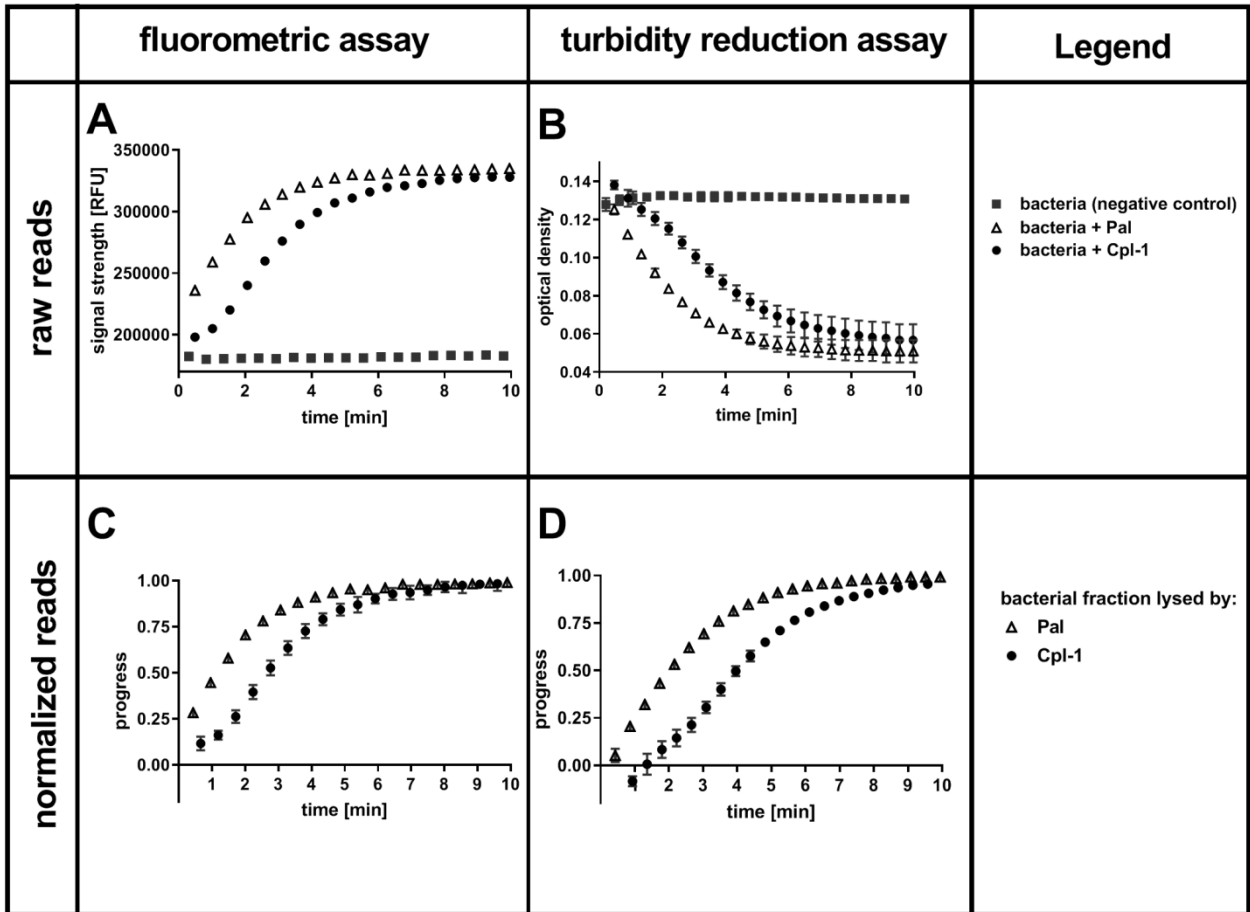 fluorometric assay
turbidity reduction assay
Legend
raw reads
A
signal strength [RFU]
350000
300000
250000
200000
0 2 4 6 8 10
time [min]
B
optical density
0.14
0.12
0.10
0.08
0.06
0.04
0 2 4 6 8 10
time [min]
bacteria (negative control)
bacteria + Pal
bacteria + Cpl-1
normalized reads
C
progress
1.00
0.75
0.50
0.25
0.00
1 2 3 4 5 6 7 8 9 10
time [min]
D
progress
1.00
0.75
0.50
0.25
0.00
1 2 3 4 5 6 7 8 9 10
time [min]
bacterial fraction lysed by:
Pal
Cpl-1